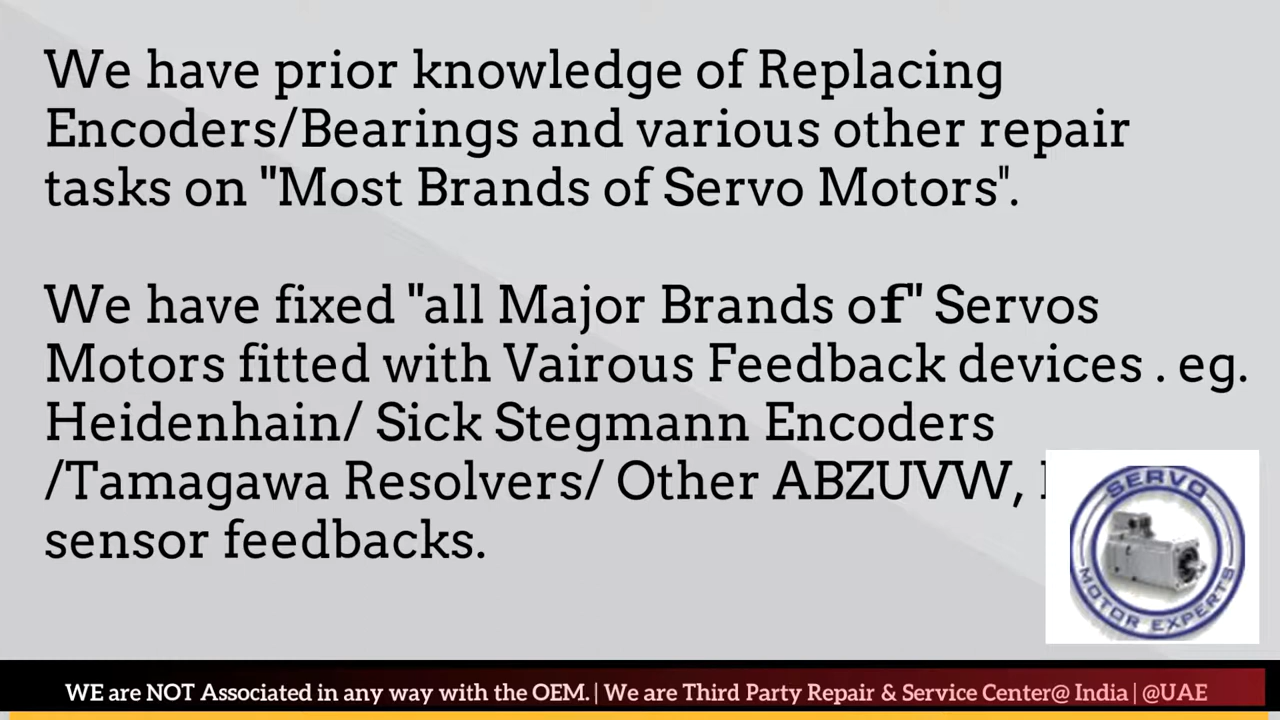 We have prior knowledge of Replacing
Encoders/Bearings and various other repair
tasks on "Most Brands of Servo Motors".
We have fixed "all Major Brands of" Servos
Motors fitted with Vairous Feedback devices . eg.
Heidenhain/ Sick Stegmann Encoders
/Tamagawa Resolvers/ Other ABZUVW,
sensor feedbacks.
SERVO
MOTOR EXPERTS
WE are NOT Associated in any way with the OEM. | We are Third Party Repair & Service Center@ India | @UAE